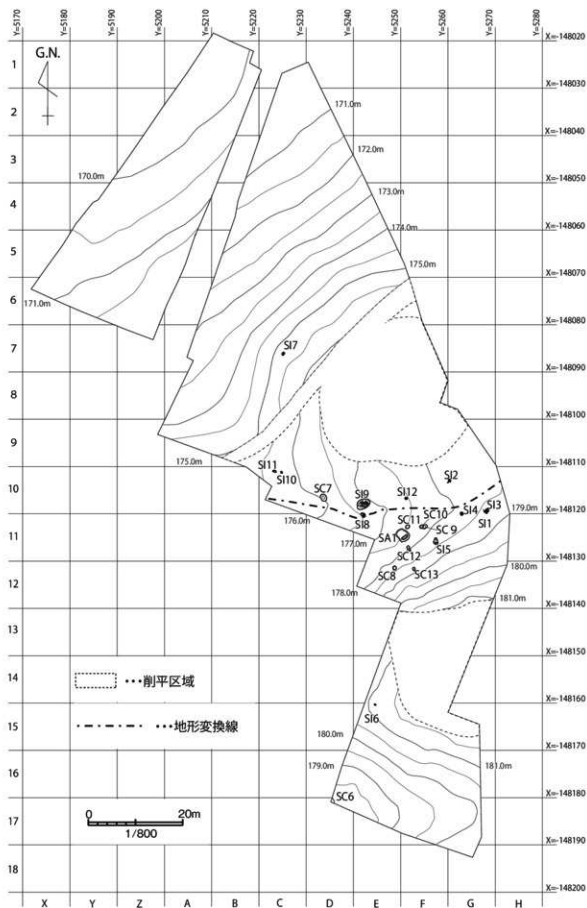 Y=5170
Y=5180
Y=5190
Y=5200
Y=5210
Y=5220
Y=5230
Y=5240
Y=5250
Y=5260
Y=5270
Y=5280
G.N.
X=-148020
1
X=-148030
2
171.0m
X=-148040
3
172.0m
170.0m
X=-148050
4
173.0m
X=-148060
174.0m
5
175.0m
X=-148070
6
171.0m
X=-148080
7
SI7
X=-148090
8
X=-148100
9
175.0m
SI11
SI10
X=-148110
10
SC7
SI9
SI12
SI2
176.0m
SI8
SC11
SC10
SI4
SI3
179.0m
X=-148120
11
177.0m
SA1
SC 9
SI1
SI5
SC12
X=-148130
12
178.0m
SC8
SC13
180.0m
181.0m
X=-148140
13
X=-148150
14
•••削平区域
X=-148160
15
•••地形変換線
SI6
180.0m
X=-148170
16
179.0m
181.0m
X=-148180
0 20m
1/800
SC6
17
X=-148190
18
X=-148200
X Y Z A B C D E F G H